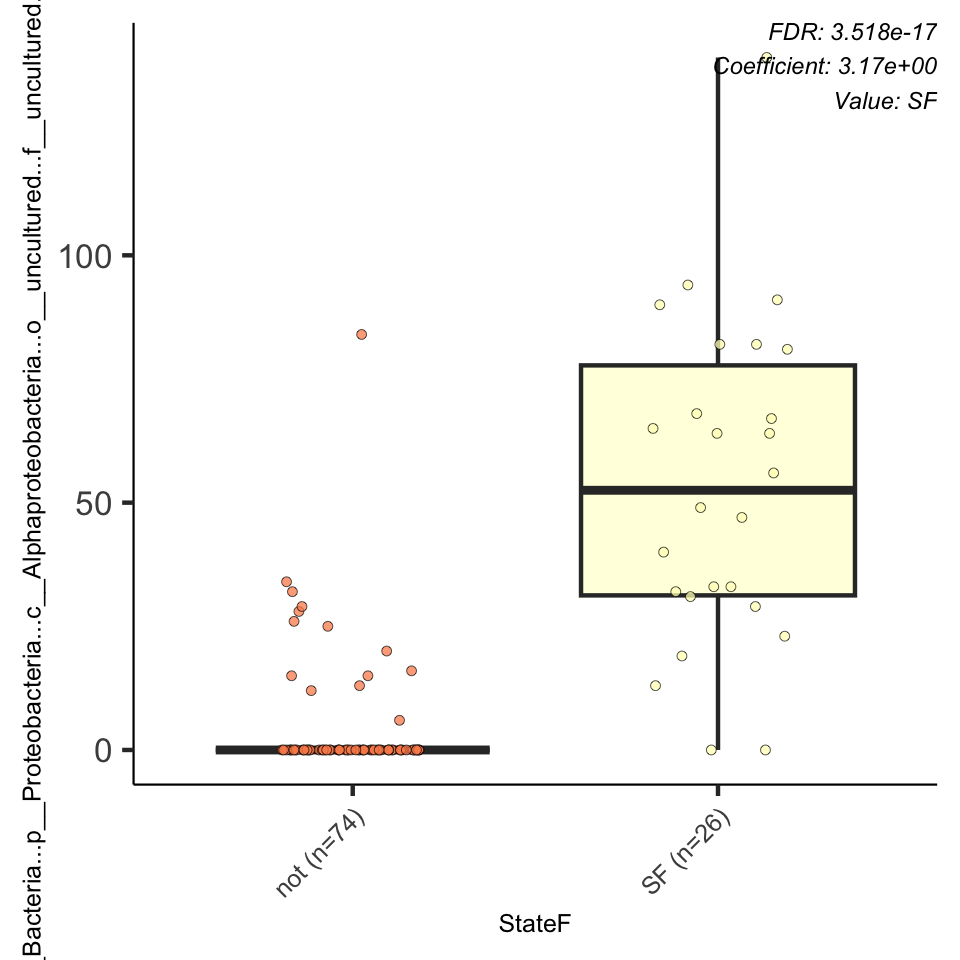 FDR: 3.518e-17
Coefficient: 3.17e+00
Value: SF
_Bacteria...p__Proteobacteria...c__Alphaproteobacteria...o__uncultured...f__uncultured.
100
50
0
not (n=74)
SF (n=26)
StateF